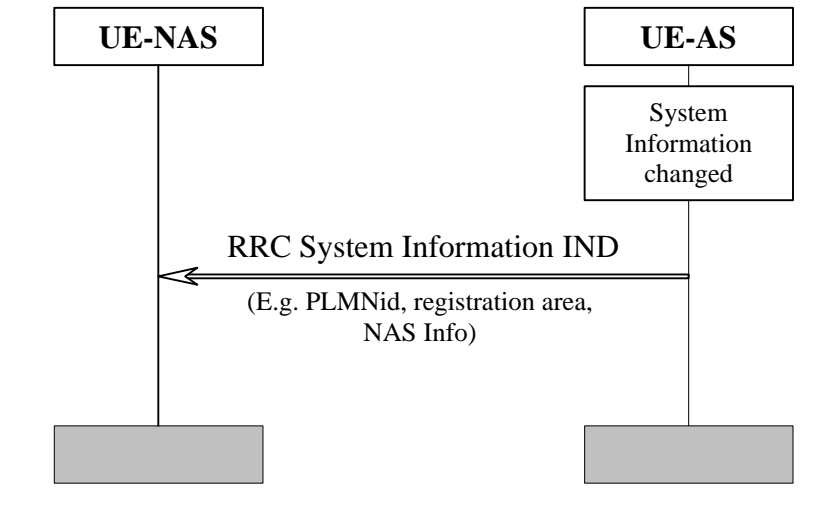 UE-NAS
UE-AS
System
Information
changed
RRC System Information IND
(E.g. PLMNid, registration area,
NAS Info)